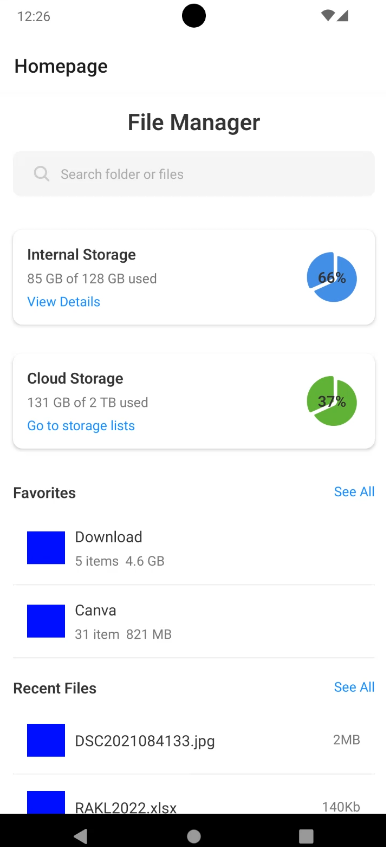 12:26
Homepage
File Manager
Search folder or files
Internal Storage
85 GB of 128 GB used
View Details
66%
Cloud Storage
131 GB of 2 TB used
Go to storage lists
37%
Favorites
See All
Download
5 items 4.6 GB
Canva
31 item 821 MB
Recent Files
See All
DSC2021084133.jpg
2MB
RAKL2022.xlsx
140Kb